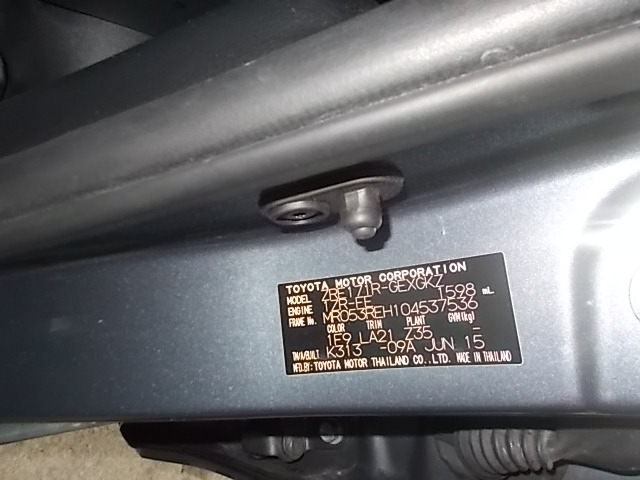 TOYOTA MOTOR CORPORATION
MODEL ZRE171R-GEXGKZ
ENGINE 1ZR-FE 1598 mL
FRAME No. MR053REH104537536
COLOR TRIM PLANT GVM(kg)
1E9 LA21 Z35 -
TM/A/BUILT K313 -09A JUN 15
MFD.BY:TOYOTA MOTOR THAILAND CO.,LTD. MADE IN THAILAND